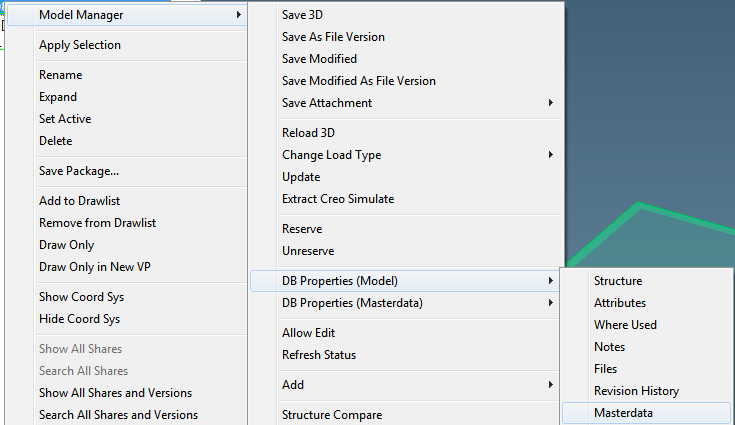 Model Manager
Apply Selection
Rename
Expand
Set Active
Delete
Save Package...
Add to Drawlist
Remove from Drawlist
Draw Only
Draw Only in New VP
Show Coord Sys
Hide Coord Sys
Show All Shares
Search All Shares
Show All Shares and Versions
Search All Shares and Versions
Save 3D
Save As File Version
Save Modified
Save Modified As File Version
Save Attachment
Reload 3D
Change Load Type
Update
Extract Creo Simulate
Reserve
Unreserve
DB Properties (Model)
DB Properties (Masterdata)
Allow Edit
Refresh Status
Add
Structure Compare
Structure
Attributes
Where Used
Notes
Files
Revision History
Masterdata